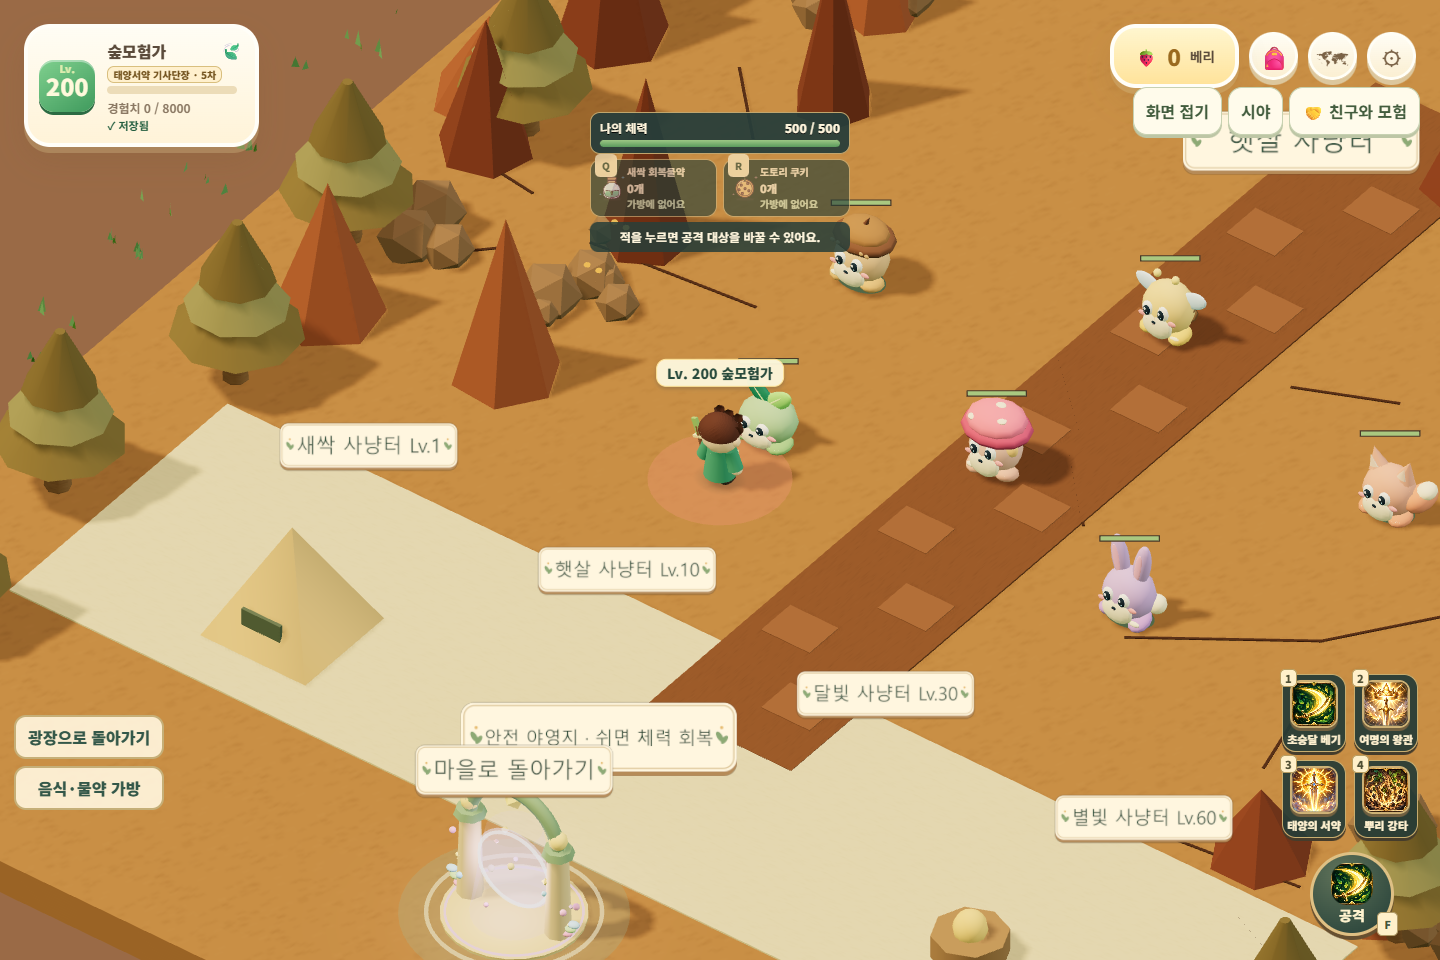 Lv.
200
숲모험가
태양서약 기사단장 · 5차
경험치 0 / 8000
✓ 저장됨
나의 체력
500 / 500
Q
새싹 회복물약
0개
가방에 없어요
R
도토리 쿠키
0개
가방에 없어요
적을 누르면 공격 대상을 바꿀 수 있어요.
0 베리
화면 접기
시야
친구와 모험
햇살 사냥터
Lv. 200 숲모험가
새싹 사냥터 Lv.1
햇살 사냥터 Lv.10
달빛 사냥터 Lv.30
안전 야영지 · 쉬면 체력 회복
마을로 돌아가기
별빛 사냥터 Lv.60
광장으로 돌아가기
음식·물약 가방
1
초승달 베기
2
여명의 왕관
3
태양의 서약
4
뿌리 강타
공격
F